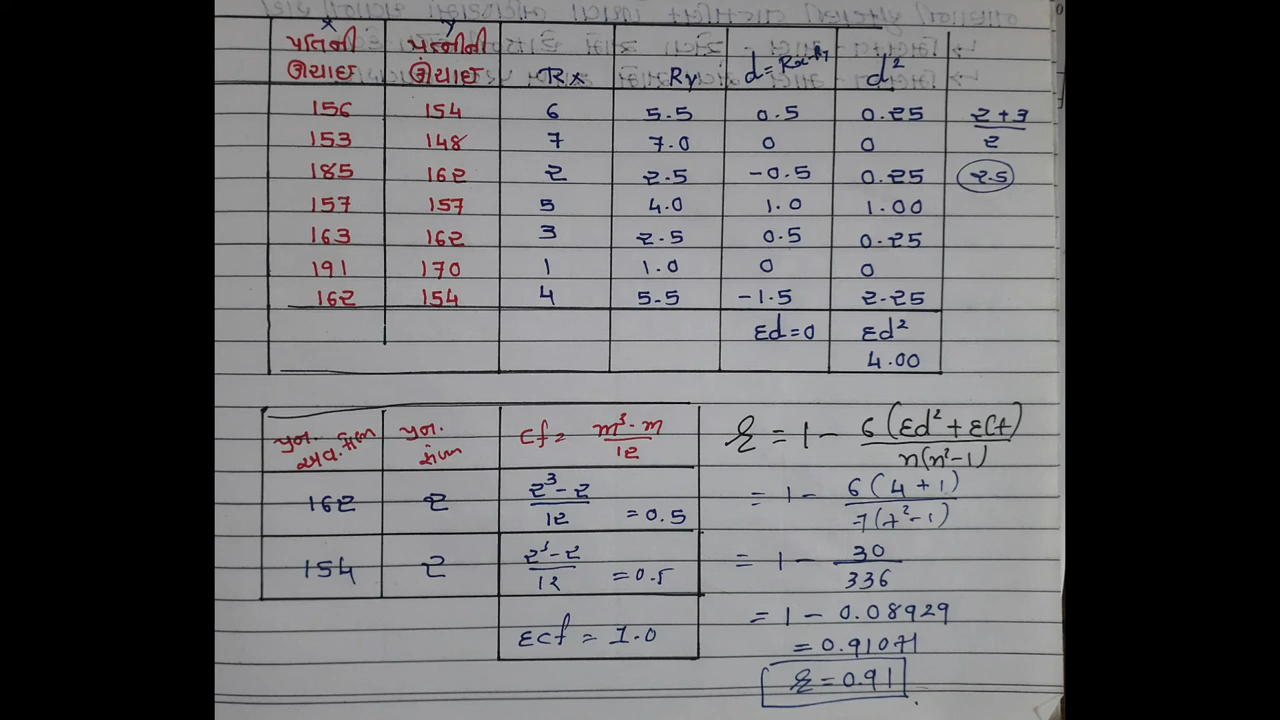 x y
પતિની પત્નીની
ઊંચાઈ ઊંચાઈ Rx Ry d=Rx-Ry d²
156 154 6 5.5 0.5 0.25 2+3
153 148 7 7.0 0 0 2
185 162 2 2.5 -0.5 0.25 2.5
157 157 5 4.0 1.0 1.00
163 162 3 2.5 0.5 0.25
191 170 1 1.0 0 0
162 154 4 5.5 -1.5 2.25
Σd=0 Σd²
4.00
પુન. પુન. cf = m³-m / 12
અવ. સંખ્યા
162 2 2³-2 / 12 = 0.5
154 2 2³-2 / 12 = 0.5
Σcf = 1.0
r = 1 - 6(Σd²+Σcf) / n(n²-1)
= 1 - 6(4+1) / 7(7²-1)
= 1 - 30 / 336
= 1 - 0.08929
= 0.91071
r = 0.91